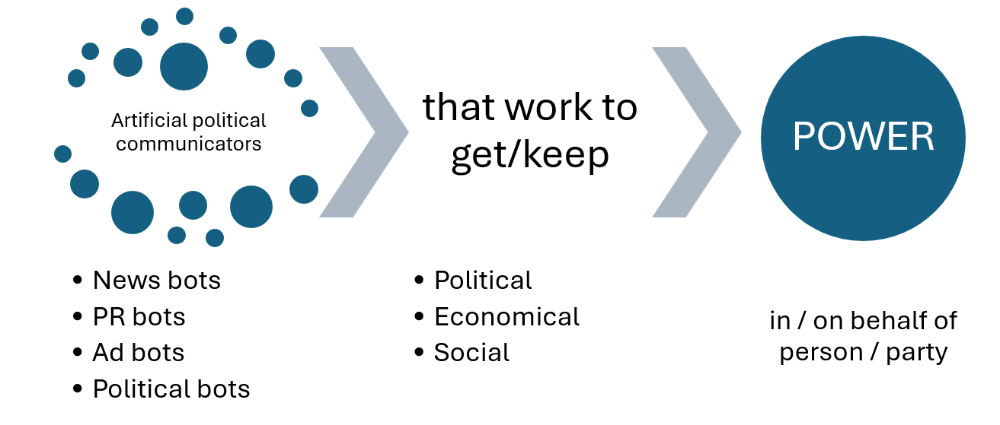 Artificial political
communicators
that work to
get/keep
POWER
• News bots
• PR bots
• Ad bots
• Political bots
• Political
• Economical
• Social
in / on behalf of
person / party